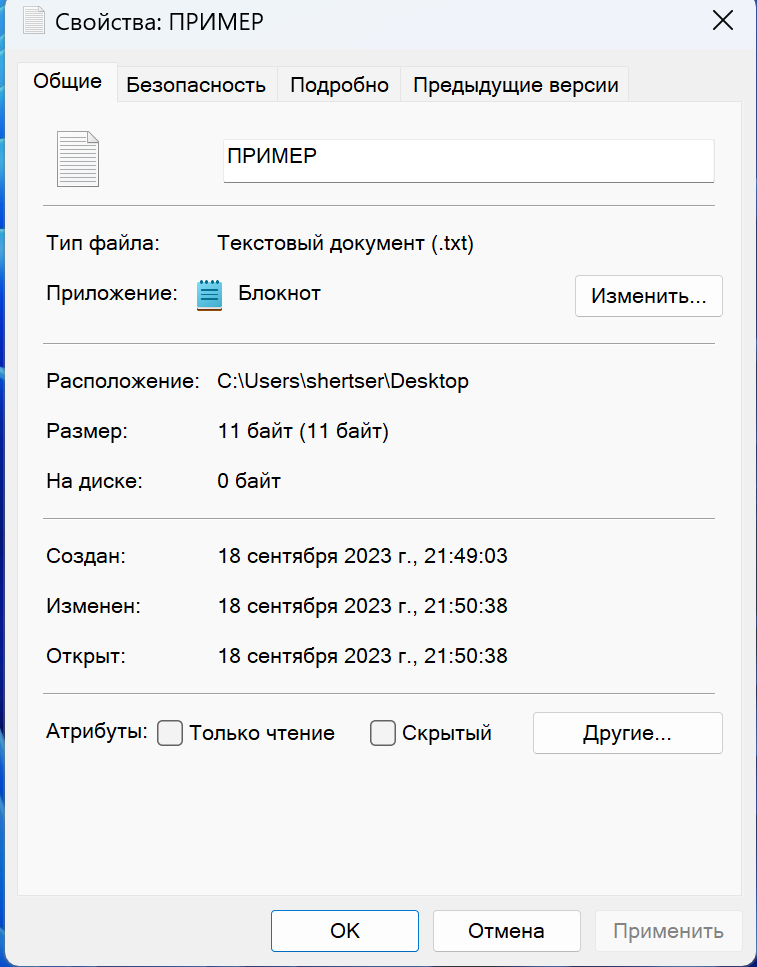 Свойства: ПРИМЕР
Общие Безопасность Подробно Предыдущие версии
ПРИМЕР
Тип файла: Текстовый документ (.txt)
Приложение: Блокнот Изменить...
Расположение: C:\Users\shertser\Desktop
Размер: 11 байт (11 байт)
На диске: 0 байт
Создан: 18 сентября 2023 г., 21:49:03
Изменен: 18 сентября 2023 г., 21:50:38
Открыт: 18 сентября 2023 г., 21:50:38
Атрибуты: Только чтение Скрытый Другие...
OK Отмена Применить